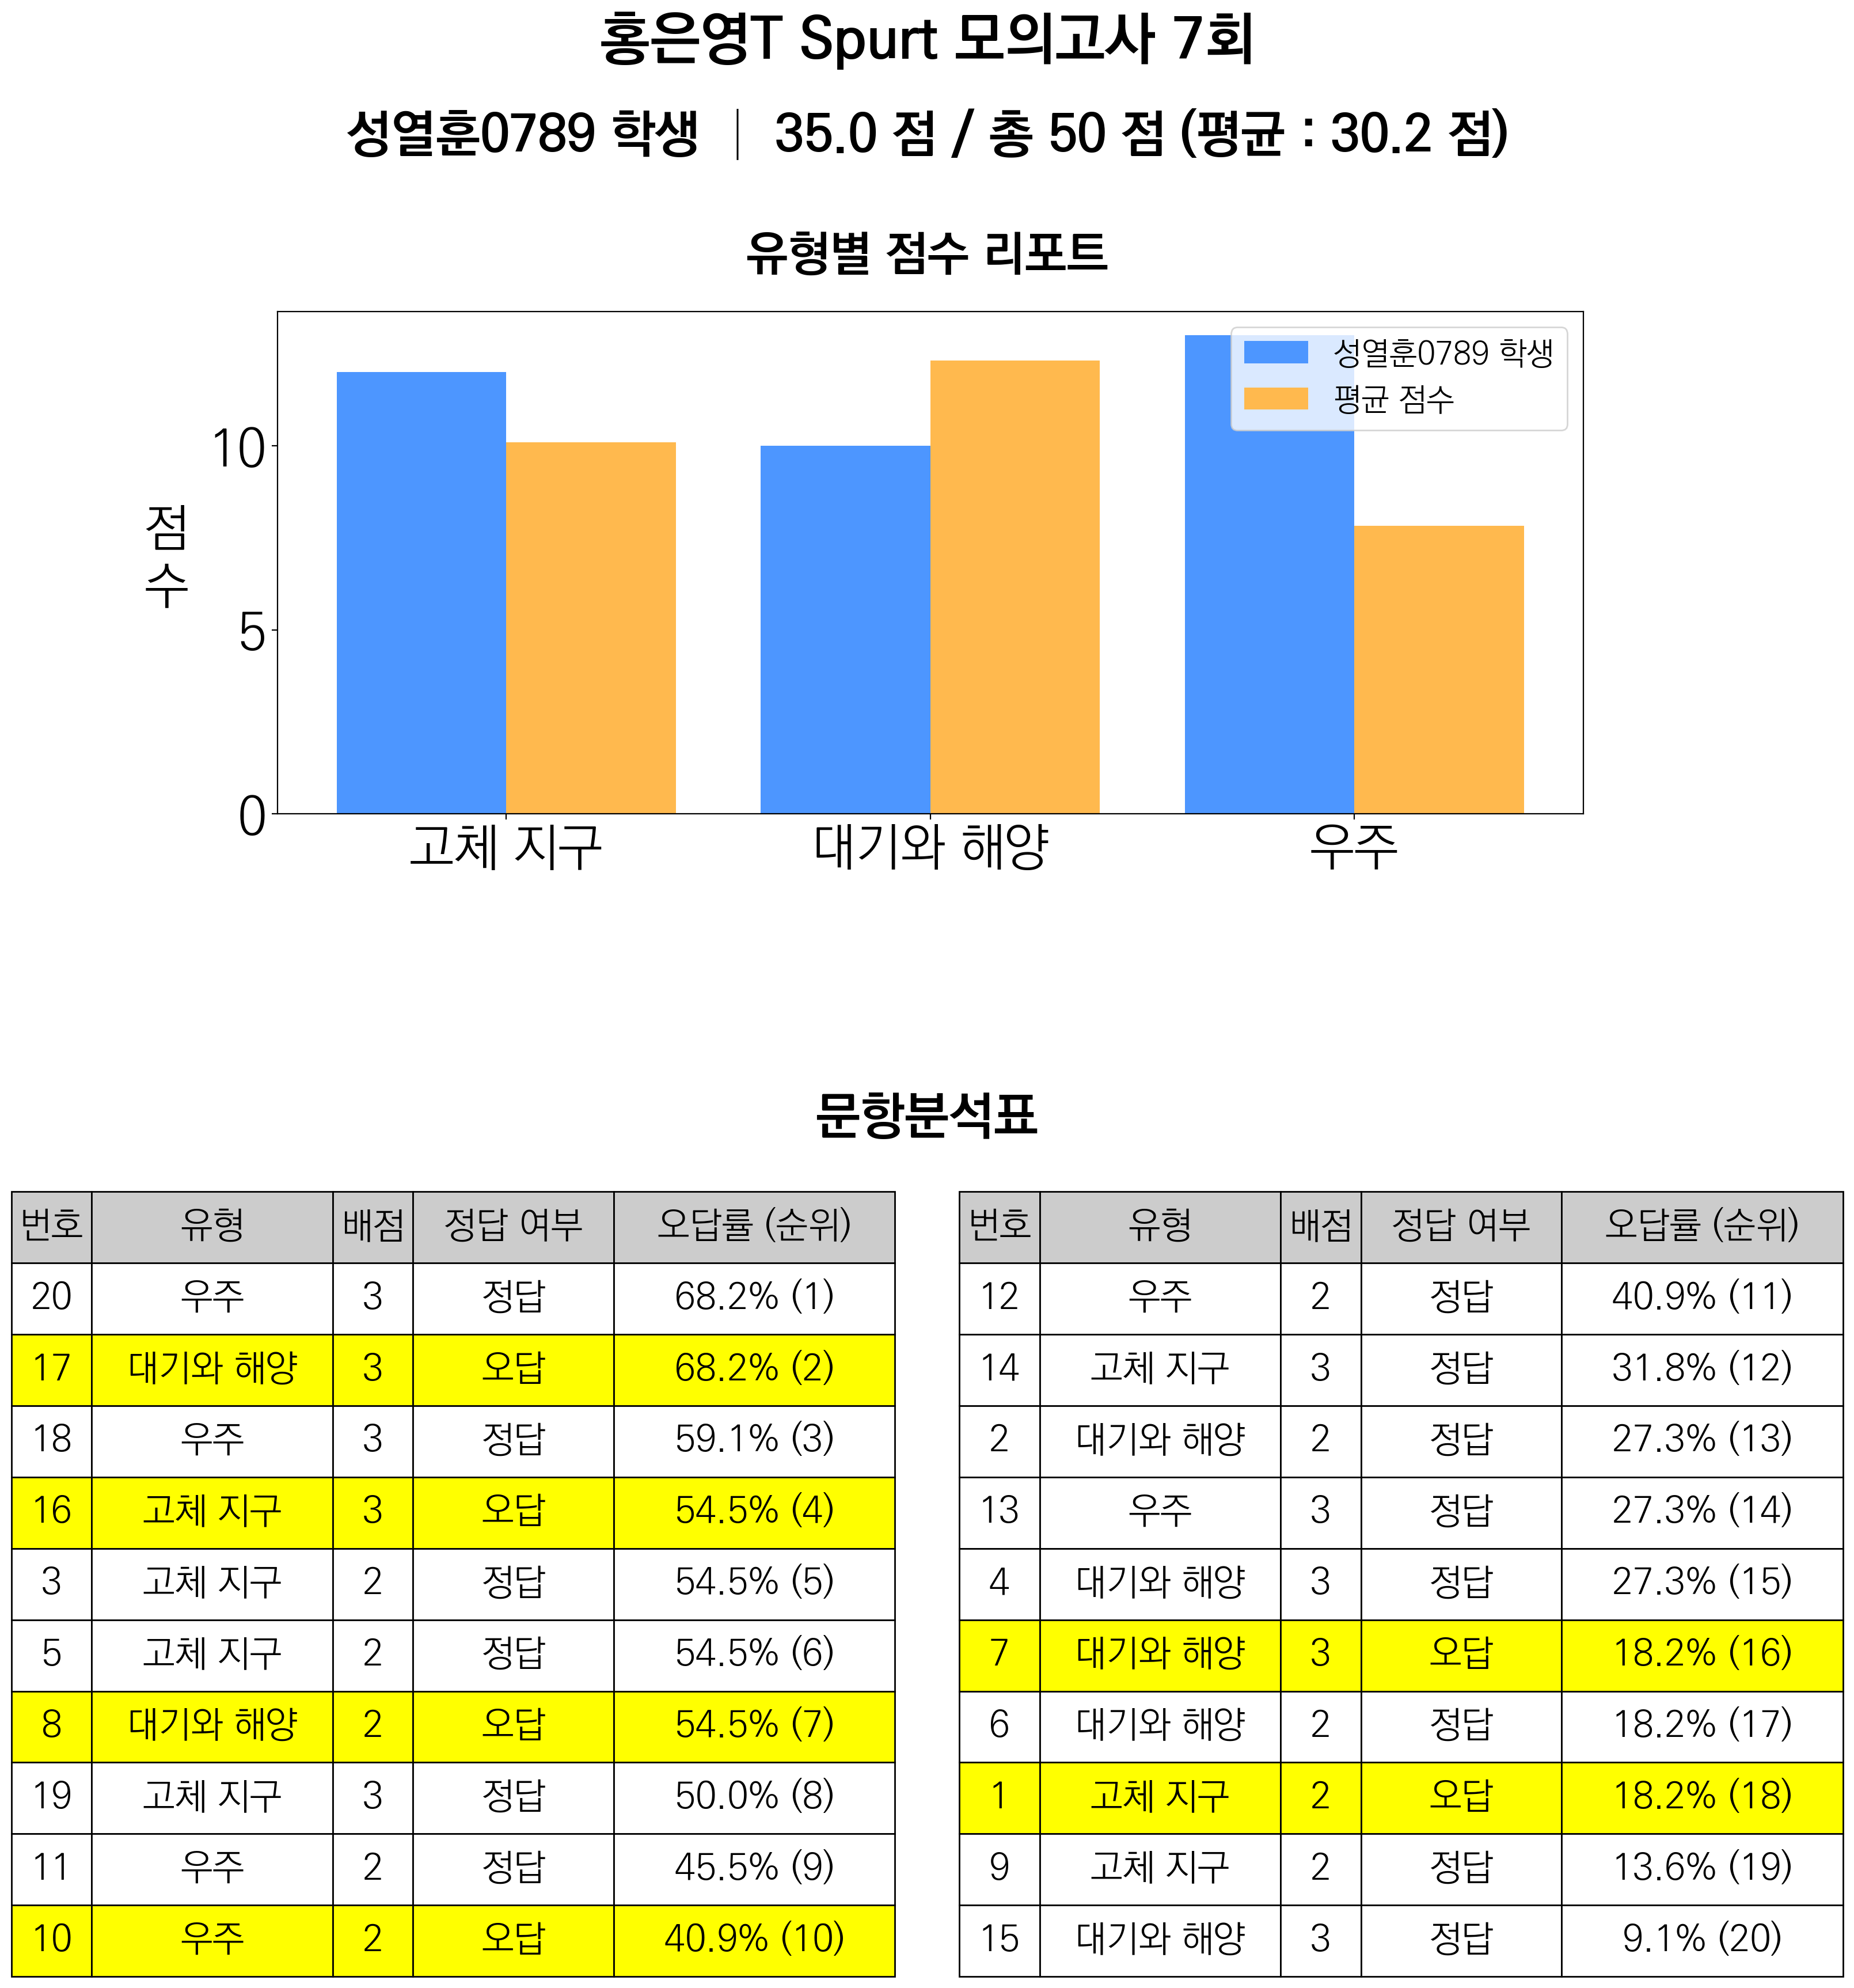 홍은영T Spurt 모의고사 7회
성열훈0789 학생 | 35.0 점 / 총 50 점 (평균 : 30.2 점)
유형별 점수 리포트
성열훈0789 학생
평균 점수
점수
10
5
0
고체 지구 대기와 해양 우주
문항분석표
번호 유형 배점 정답 여부 오답률 (순위)
20 우주 3 정답 68.2% (1)
17 대기와 해양 3 오답 68.2% (2)
18 우주 3 정답 59.1% (3)
16 고체 지구 3 오답 54.5% (4)
3 고체 지구 2 정답 54.5% (5)
5 고체 지구 2 정답 54.5% (6)
8 대기와 해양 2 오답 54.5% (7)
19 고체 지구 3 정답 50.0% (8)
11 우주 2 정답 45.5% (9)
10 우주 2 오답 40.9% (10)
번호 유형 배점 정답 여부 오답률 (순위)
12 우주 2 정답 40.9% (11)
14 고체 지구 3 정답 31.8% (12)
2 대기와 해양 2 정답 27.3% (13)
13 우주 3 정답 27.3% (14)
4 대기와 해양 3 정답 27.3% (15)
7 대기와 해양 3 오답 18.2% (16)
6 대기와 해양 2 정답 18.2% (17)
1 고체 지구 2 오답 18.2% (18)
9 고체 지구 2 정답 13.6% (19)
15 대기와 해양 3 정답 9.1% (20)